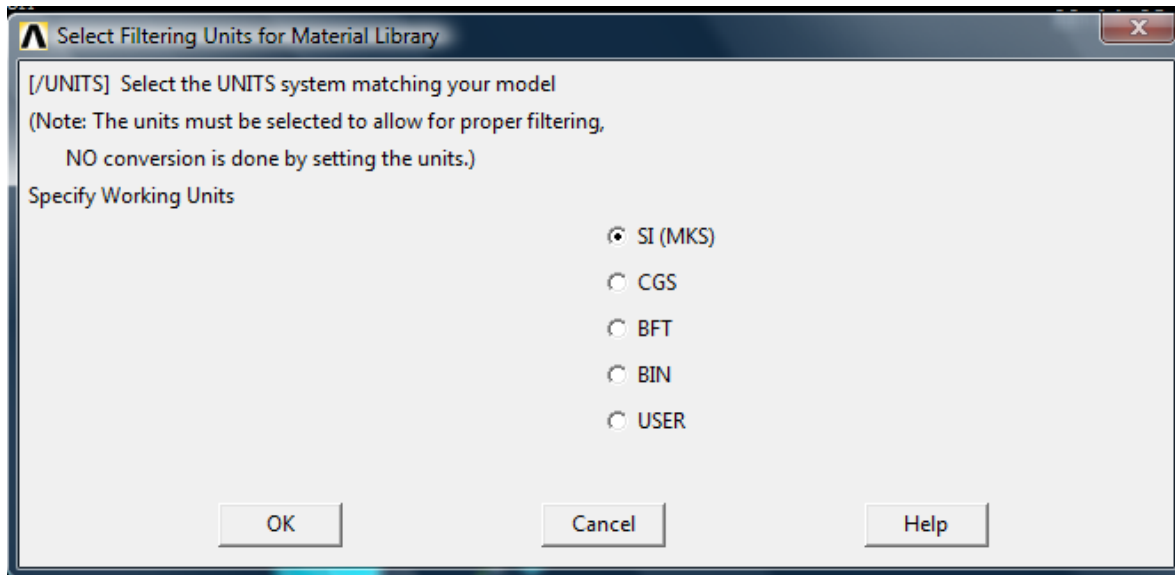 Select Filtering Units for Material Library
[/UNITS] Select the UNITS system matching your model
(Note: The units must be selected to allow for proper filtering,
NO conversion is done by setting the units.)
Specify Working Units
SI (MKS)
CGS
BFT
BIN
USER
OK Cancel Help